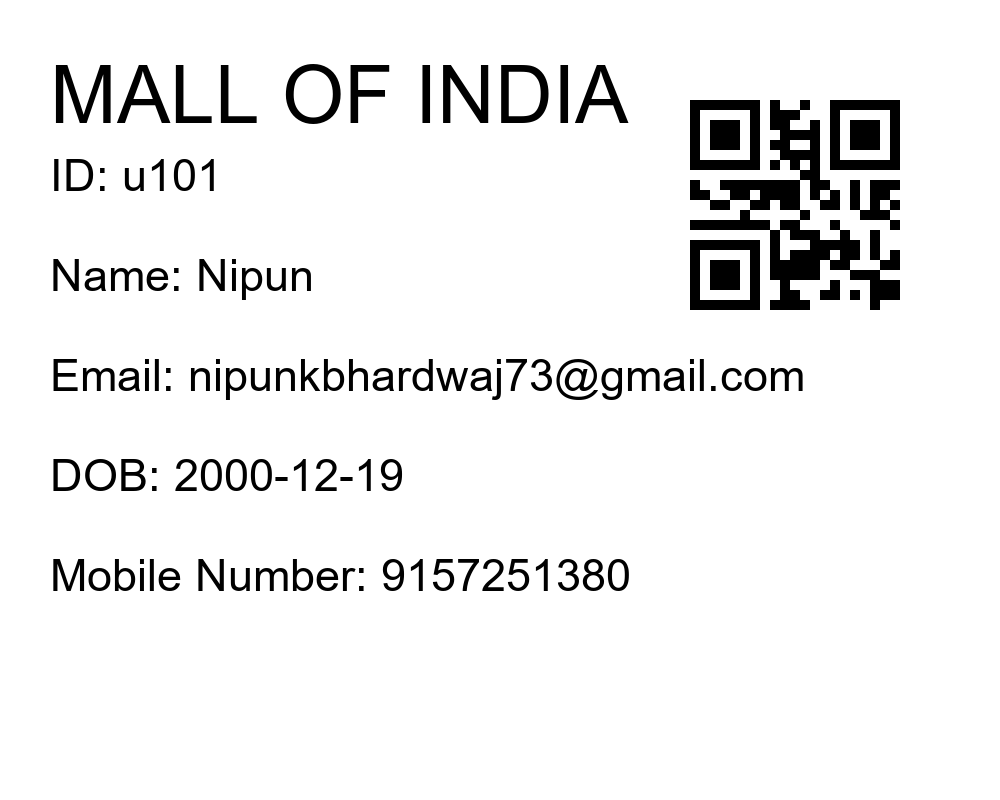 MALL OF INDIA
ID: u101
Name: Nipun
Email: nipunkbhardwaj73@gmail.com
DOB: 2000-12-19
Mobile Number: 9157251380